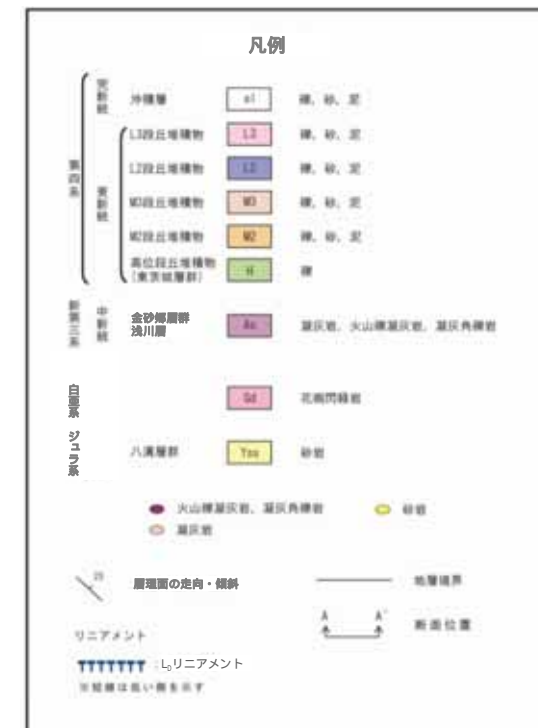 凡例
第四系
完新統
沖積層 al 礫、砂、泥
更新統
L3段丘堆積物 L3 礫、砂、泥
L2段丘堆積物 L2 礫、砂、泥
M3段丘堆積物 M3 礫、砂、泥
M2段丘堆積物 M2 礫、砂、泥
高位段丘堆積物 H 礫
(東茨城層群)
新第三系
中新統
金砂郷層群
浅川層 As 凝灰岩、火山礫凝灰岩、凝灰角礫岩
白亜系
Gd 花崗閃緑岩
ジュラ系
八溝層群 Yss 砂岩
火山礫凝灰岩、凝灰角礫岩 砂岩
凝灰岩
層理面の走向・傾斜 地層境界
A A' 断面位置
リニアメント
:LDリニアメント
※短線は低い側を示す